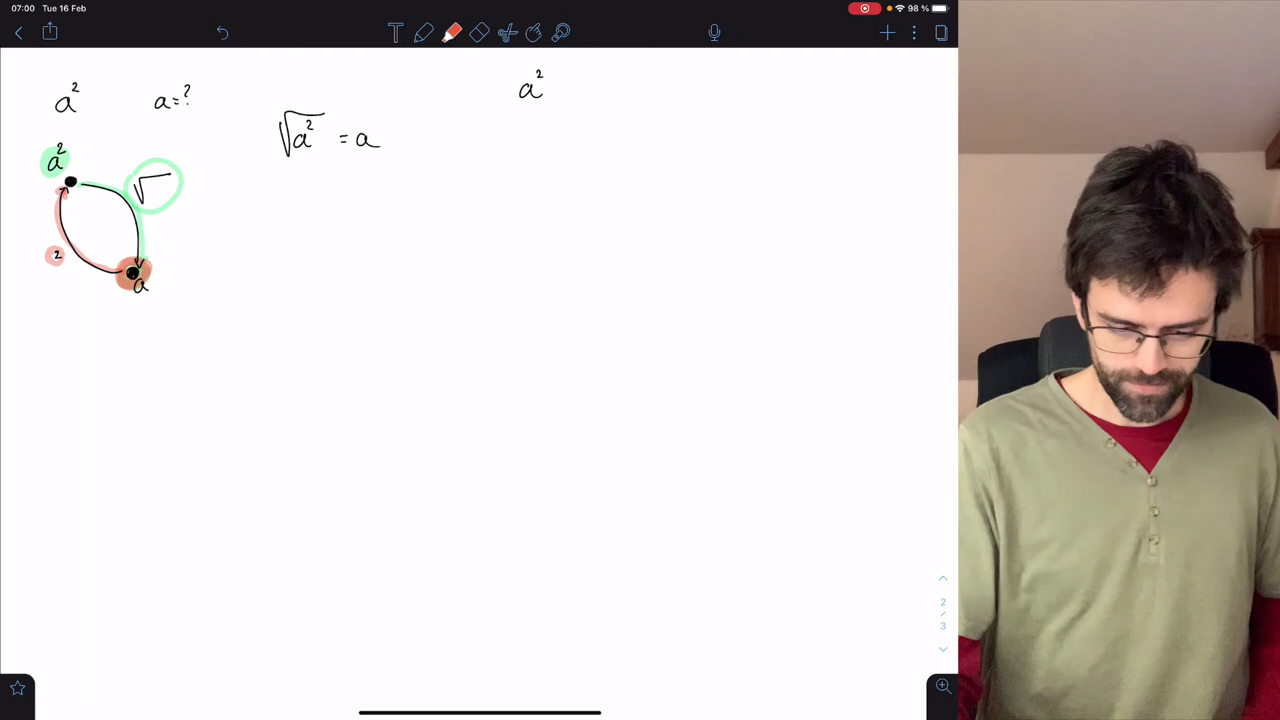 07:00 Tue 16 Feb 98 %
T
a² a=? a²
√a² = a
a²
√
2
a
2
/
3